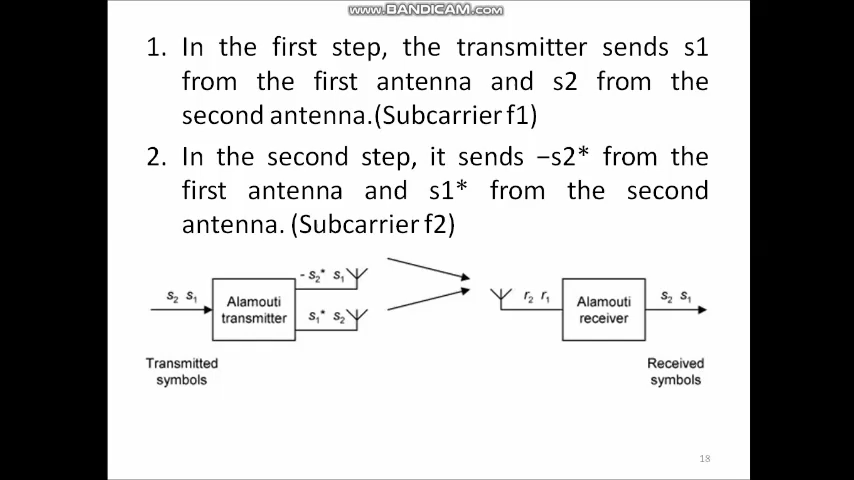 www.BANDICAM.com
1. In the first step, the transmitter sends s1
from the first antenna and s2 from the
second antenna.(Subcarrier f1)
2. In the second step, it sends −s2* from the
first antenna and s1* from the second
antenna. (Subcarrier f2)
- s2* s1
s2 s1
Alamouti
transmitter
s1* s2
r2 r1
Alamouti
receiver
s2 s1
Transmitted
symbols
Received
symbols
18